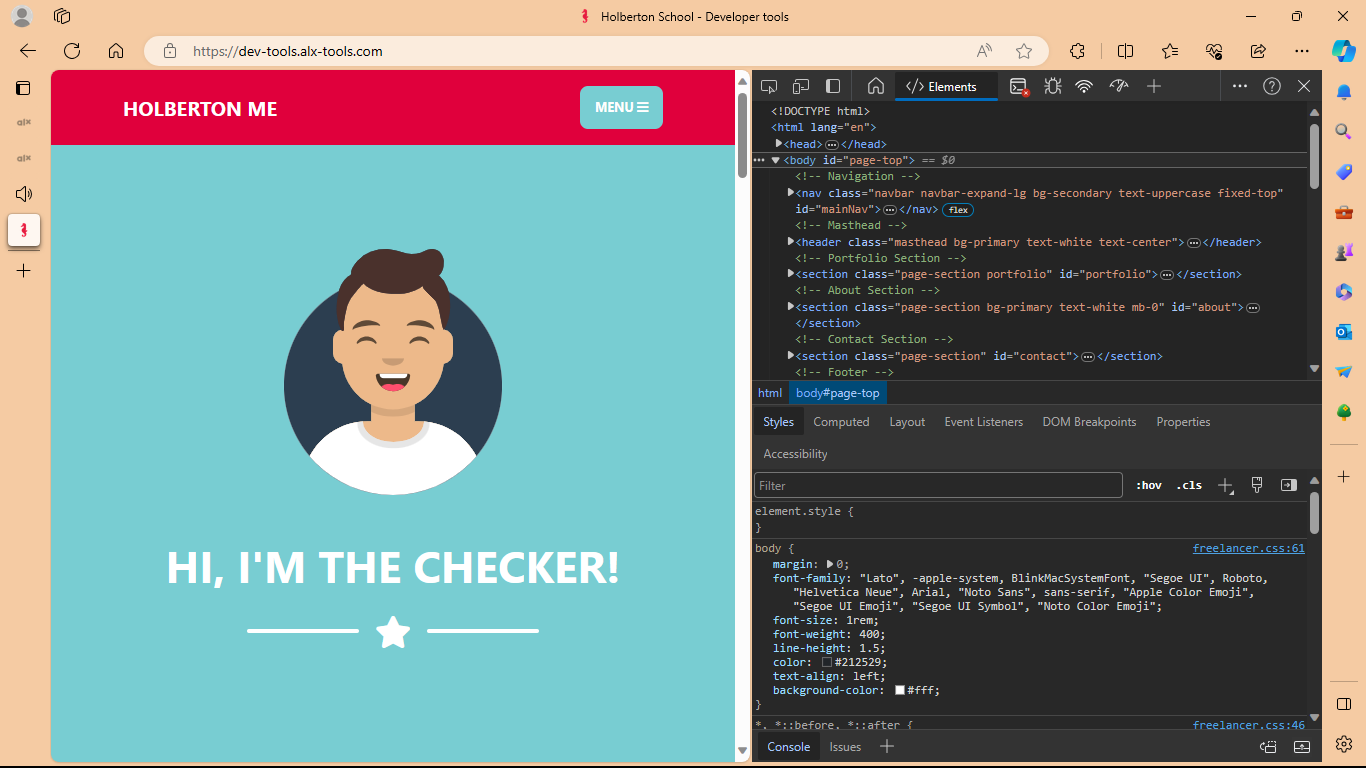 Holberton School - Developer tools
https://dev-tools.alx-tools.com
alx
alx
HOLBERTON ME
MENU
HI, I'M THE CHECKER!
Elements
<!DOCTYPE html>
<html lang="en">
<head>…</head>
<body id="page-top"> == $0
<!-- Navigation -->
<nav class="navbar navbar-expand-lg bg-secondary text-uppercase fixed-top"
id="mainNav">…</nav> flex
<!-- Masthead -->
<header class="masthead bg-primary text-white text-center">…</header>
<!-- Portfolio Section -->
<section class="page-section portfolio" id="portfolio">…</section>
<!-- About Section -->
<section class="page-section bg-primary text-white mb-0" id="about">…
</section>
<!-- Contact Section -->
<section class="page-section" id="contact">…</section>
<!-- Footer -->
html body#page-top
Styles Computed Layout Event Listeners DOM Breakpoints Properties
Accessibility
Filter :hov .cls
element.style {
}
body { freelancer.css:61
margin: 0;
font-family: "Lato", -apple-system, BlinkMacSystemFont, "Segoe UI", Roboto,
"Helvetica Neue", Arial, "Noto Sans", sans-serif, "Apple Color Emoji",
"Segoe UI Emoji", "Segoe UI Symbol", "Noto Color Emoji";
font-size: 1rem;
font-weight: 400;
line-height: 1.5;
color: #212529;
text-align: left;
background-color: #fff;
}
*, *::before, *::after { freelancer.css:46
Console Issues